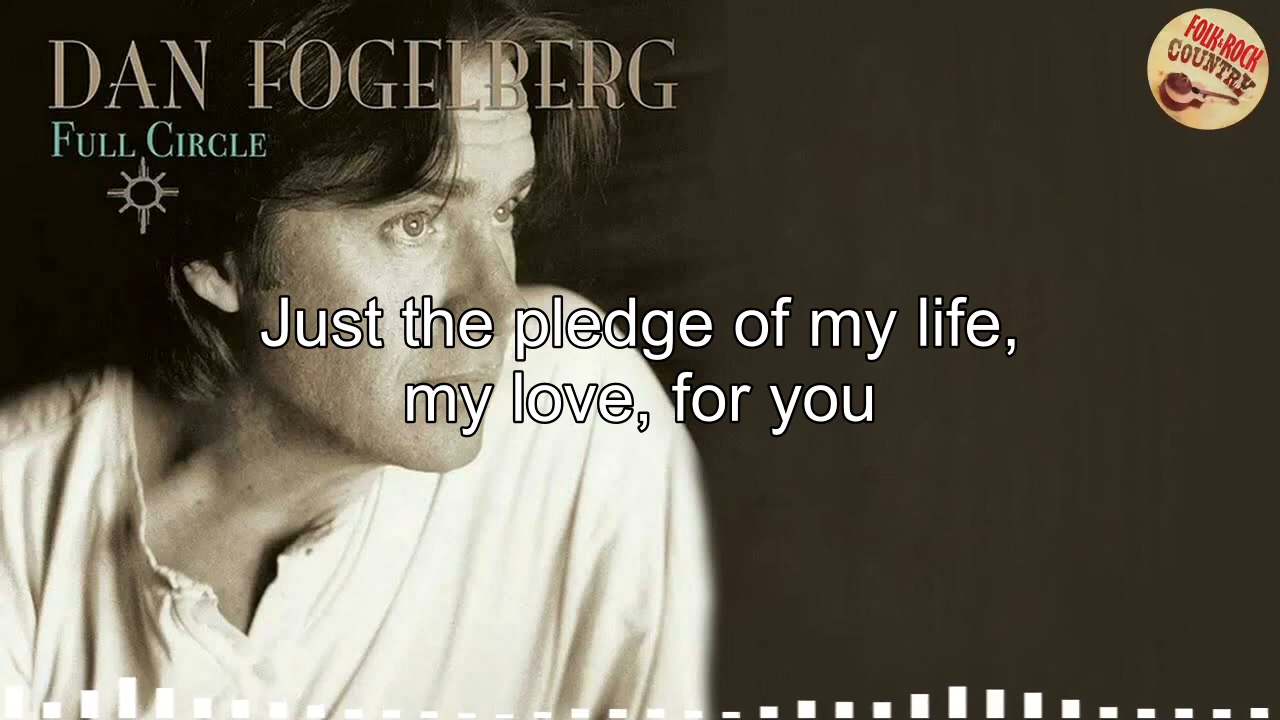 DAN FOGELBERG
FULL CIRCLE
FOLK & ROCK
COUNTRY
Just the pledge of my life,
my love, for you